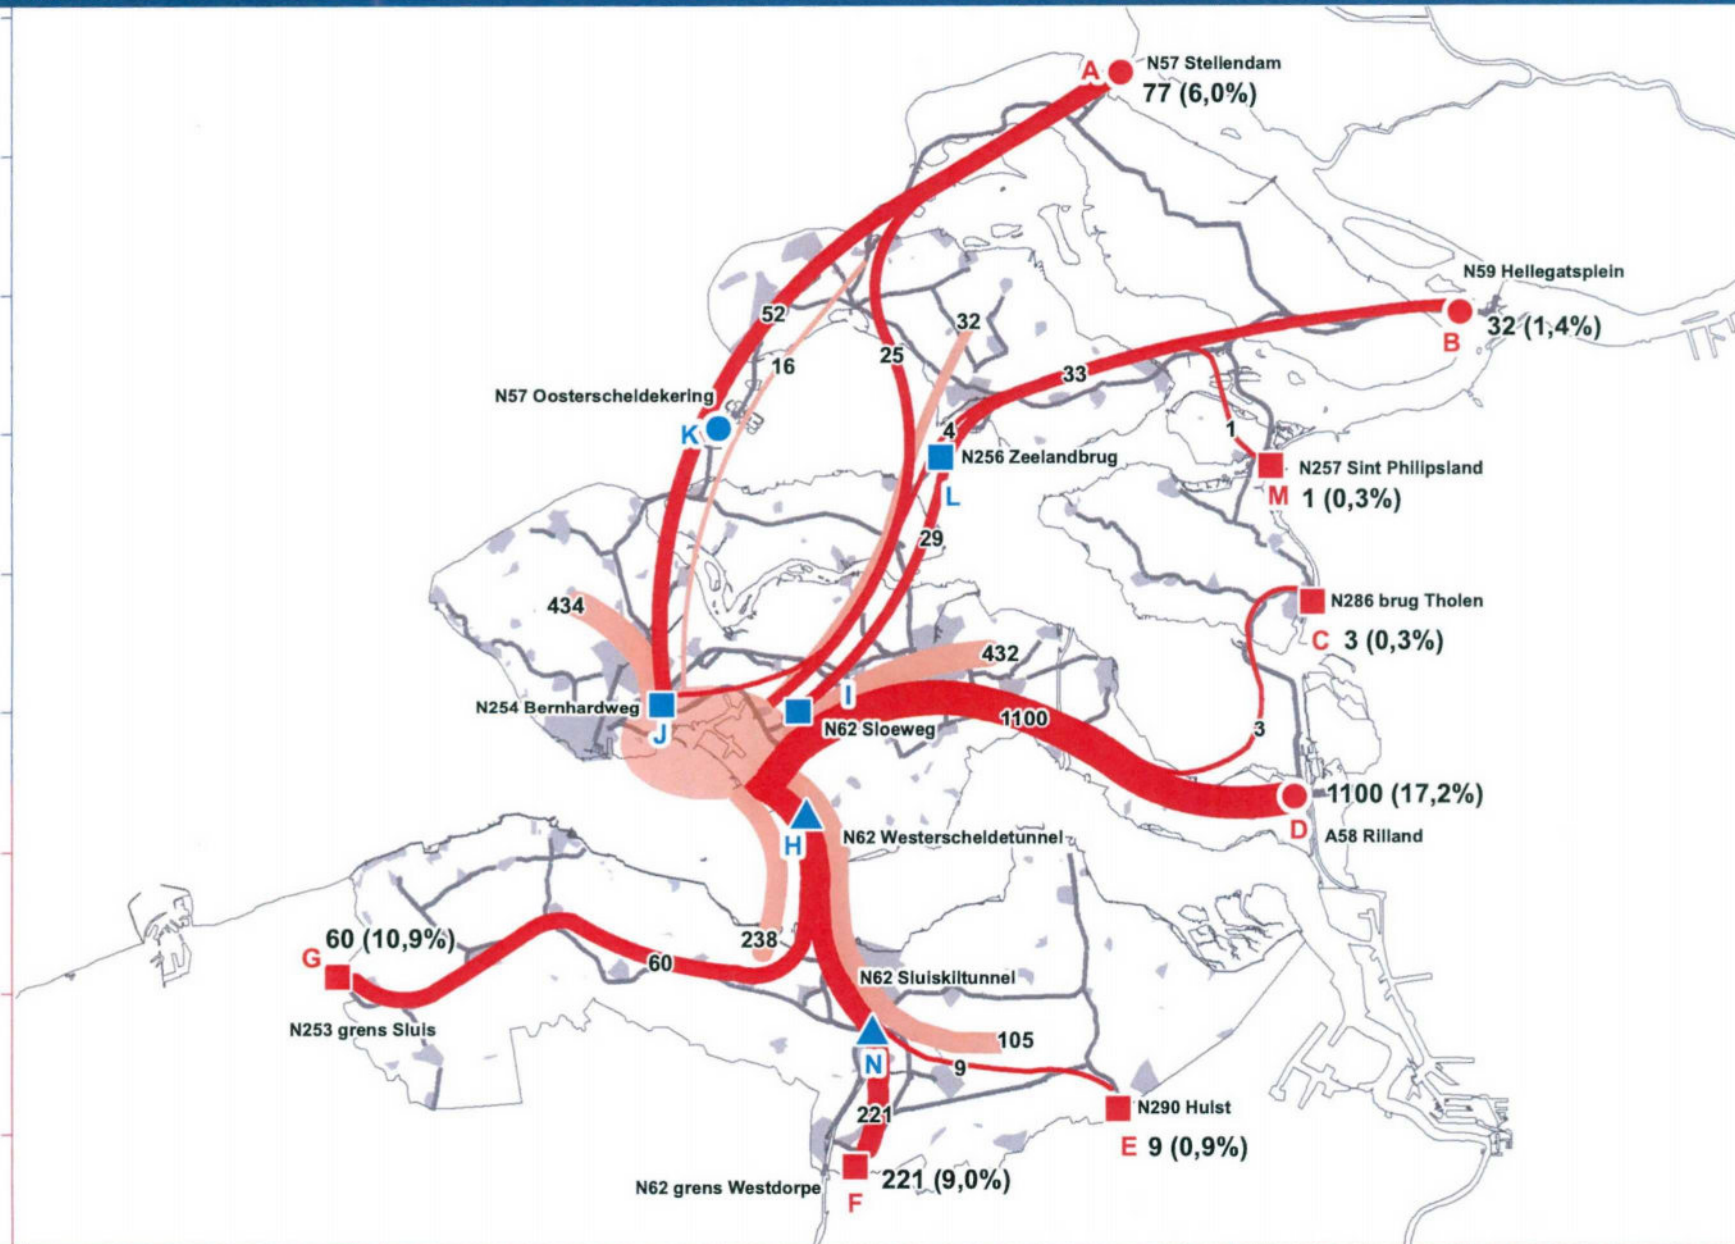 A
N57 Stellendam
77 (6,0%)
N59 Hellegatsplein
52
32
32 (1,4%)
B
16
25
33
N57 Oosterscheldekering
K
4
N256 Zeelandbrug
L
1
N257 Sint Philipsland
M
1 (0,3%)
29
434
N286 brug Tholen
C
3 (0,3%)
432
I
N254 Bernhardweg
J
N62 Sloeweg
1100
3
1100 (17,2%)
D
A58 Rilland
H
N62 Westerscheldetunnel
60 (10,9%)
G
238
60
N62 Sluiskiltunnel
N253 grens Sluis
105
N
9
221
N290 Hulst
E
9 (0,9%)
N62 grens Westdorpe
F
221 (9,0%)